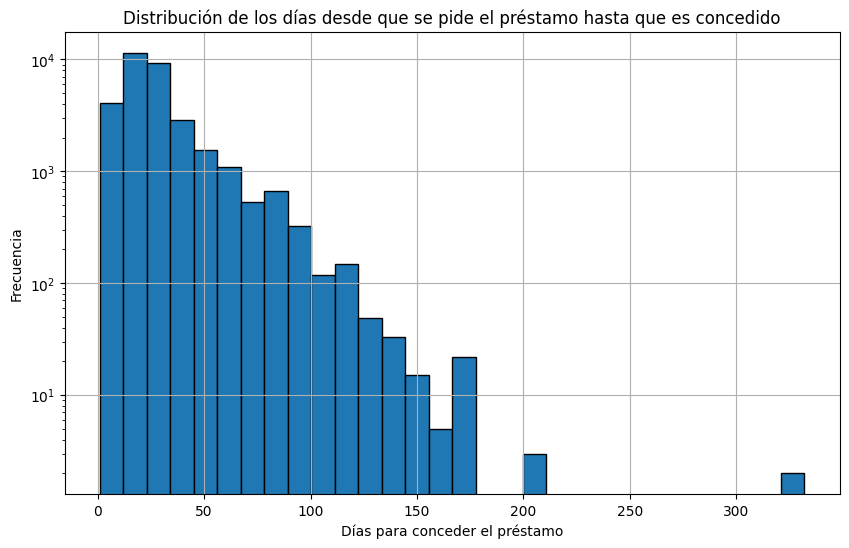 Distribución de los días desde que se pide el préstamo hasta que es concedido
10^4
10^3
10^2
10^1
Frecuencia
0 50 100 150 200 250 300
Días para conceder el préstamo